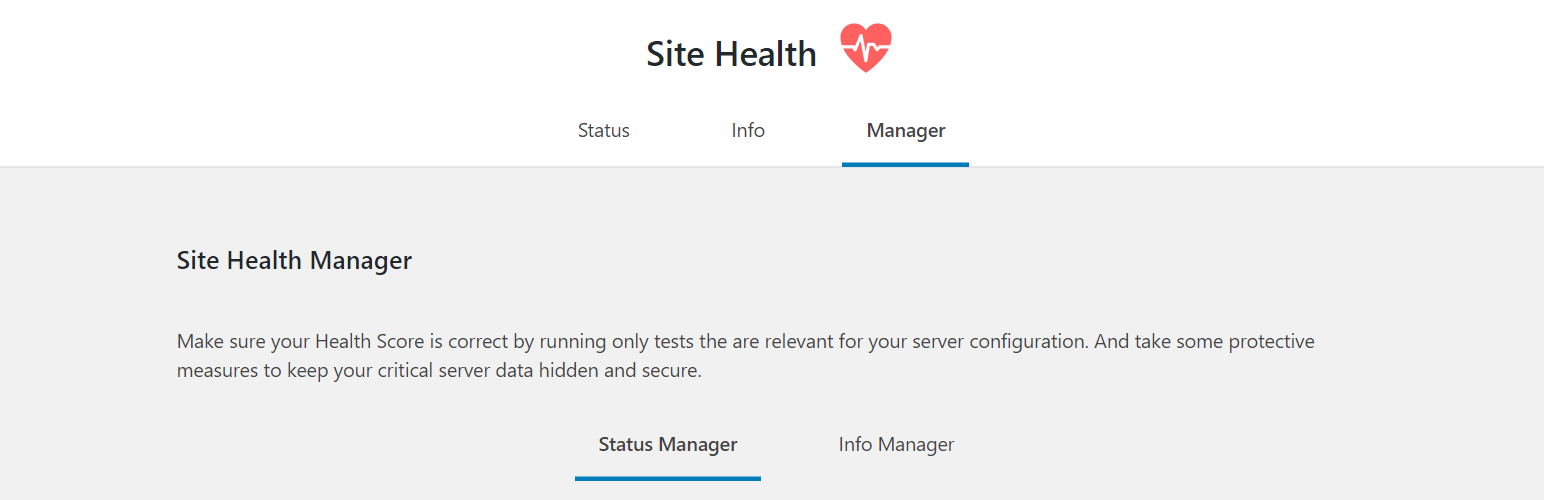 Site Health
Status Info Manager
Site Health Manager
Make sure your Health Score is correct by running only tests the are relevant for your server configuration. And take some protective
measures to keep your critical server data hidden and secure.
Status Manager Info Manager